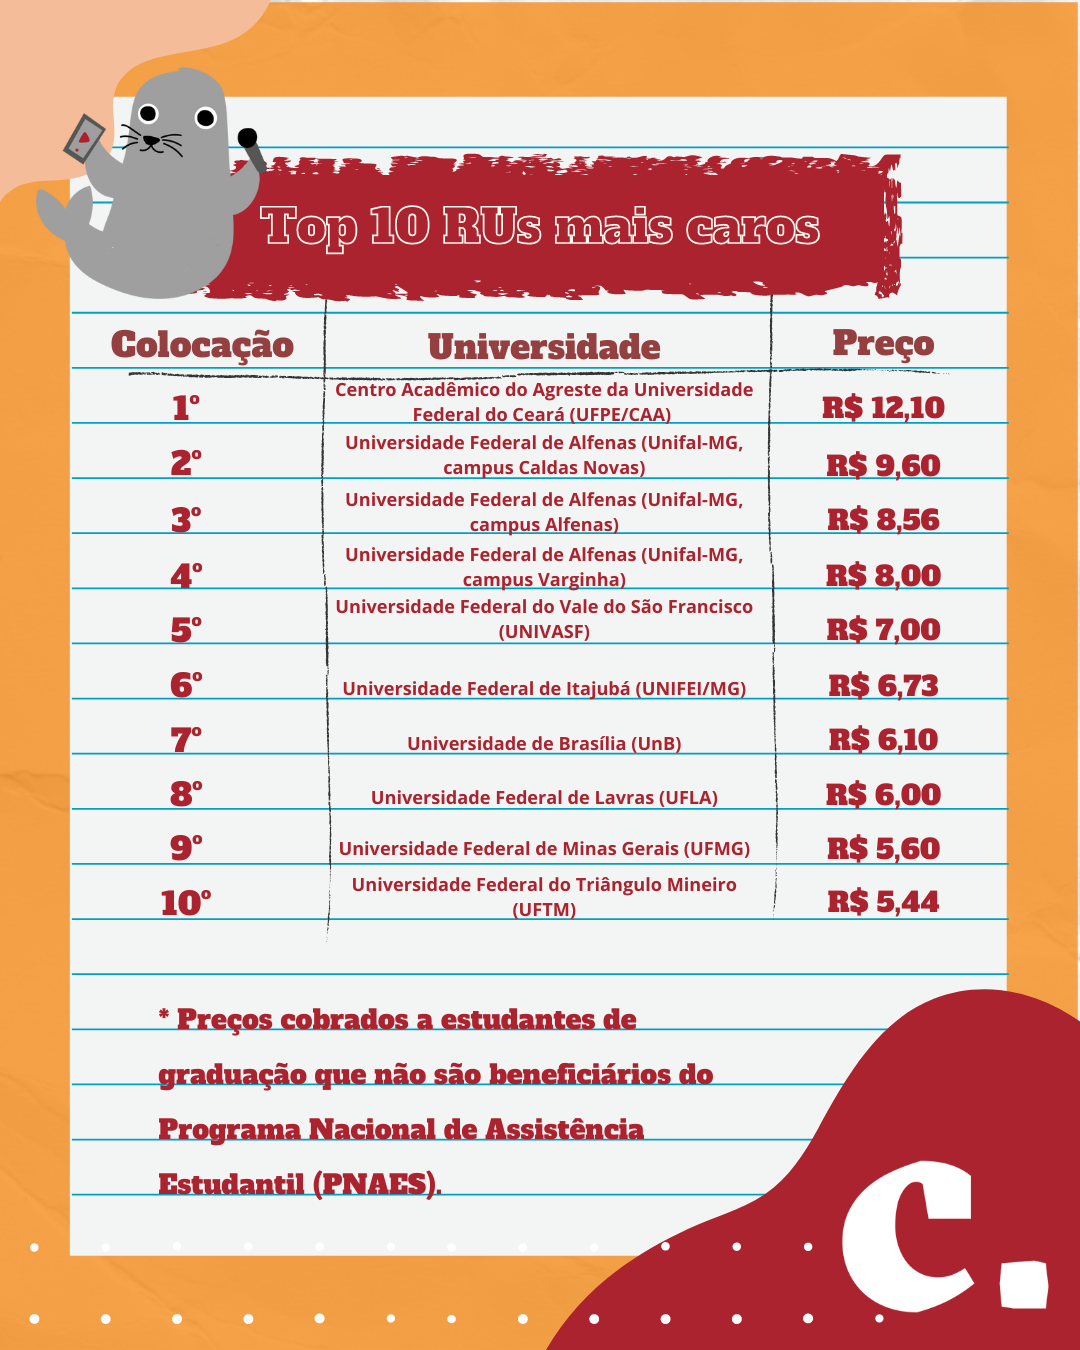 Top 10 RUs mais caros
Colocação Universidade Preço
1º Centro Acadêmico do Agreste da Universidade
Federal do Ceará (UFPE/CAA) R$ 12,10
2º Universidade Federal de Alfenas (Unifal-MG,
campus Caldas Novas) R$ 9,60
3º Universidade Federal de Alfenas (Unifal-MG,
campus Alfenas) R$ 8,56
4º Universidade Federal de Alfenas (Unifal-MG,
campus Varginha) R$ 8,00
5º Universidade Federal do Vale do São Francisco
(UNIVASF) R$ 7,00
6º Universidade Federal de Itajubá (UNIFEI/MG) R$ 6,73
7º Universidade de Brasília (UnB) R$ 6,10
8º Universidade Federal de Lavras (UFLA) R$ 6,00
9º Universidade Federal de Minas Gerais (UFMG) R$ 5,60
10º Universidade Federal do Triângulo Mineiro
(UFTM) R$ 5,44
* Preços cobrados a estudantes de
graduação que não são beneficiários do
Programa Nacional de Assistência
Estudantil (PNAES).
c.